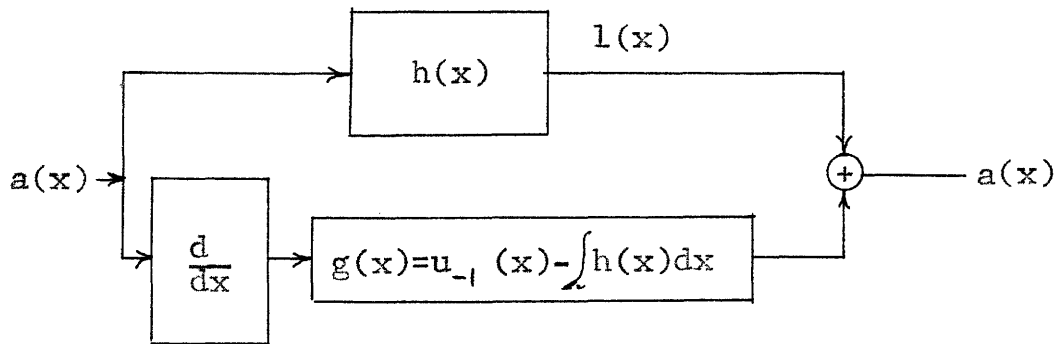 l(x)
h(x)
a(x)
a(x)
d
dx
g(x)=u₋₁ (x)-∫h(x)dx
+